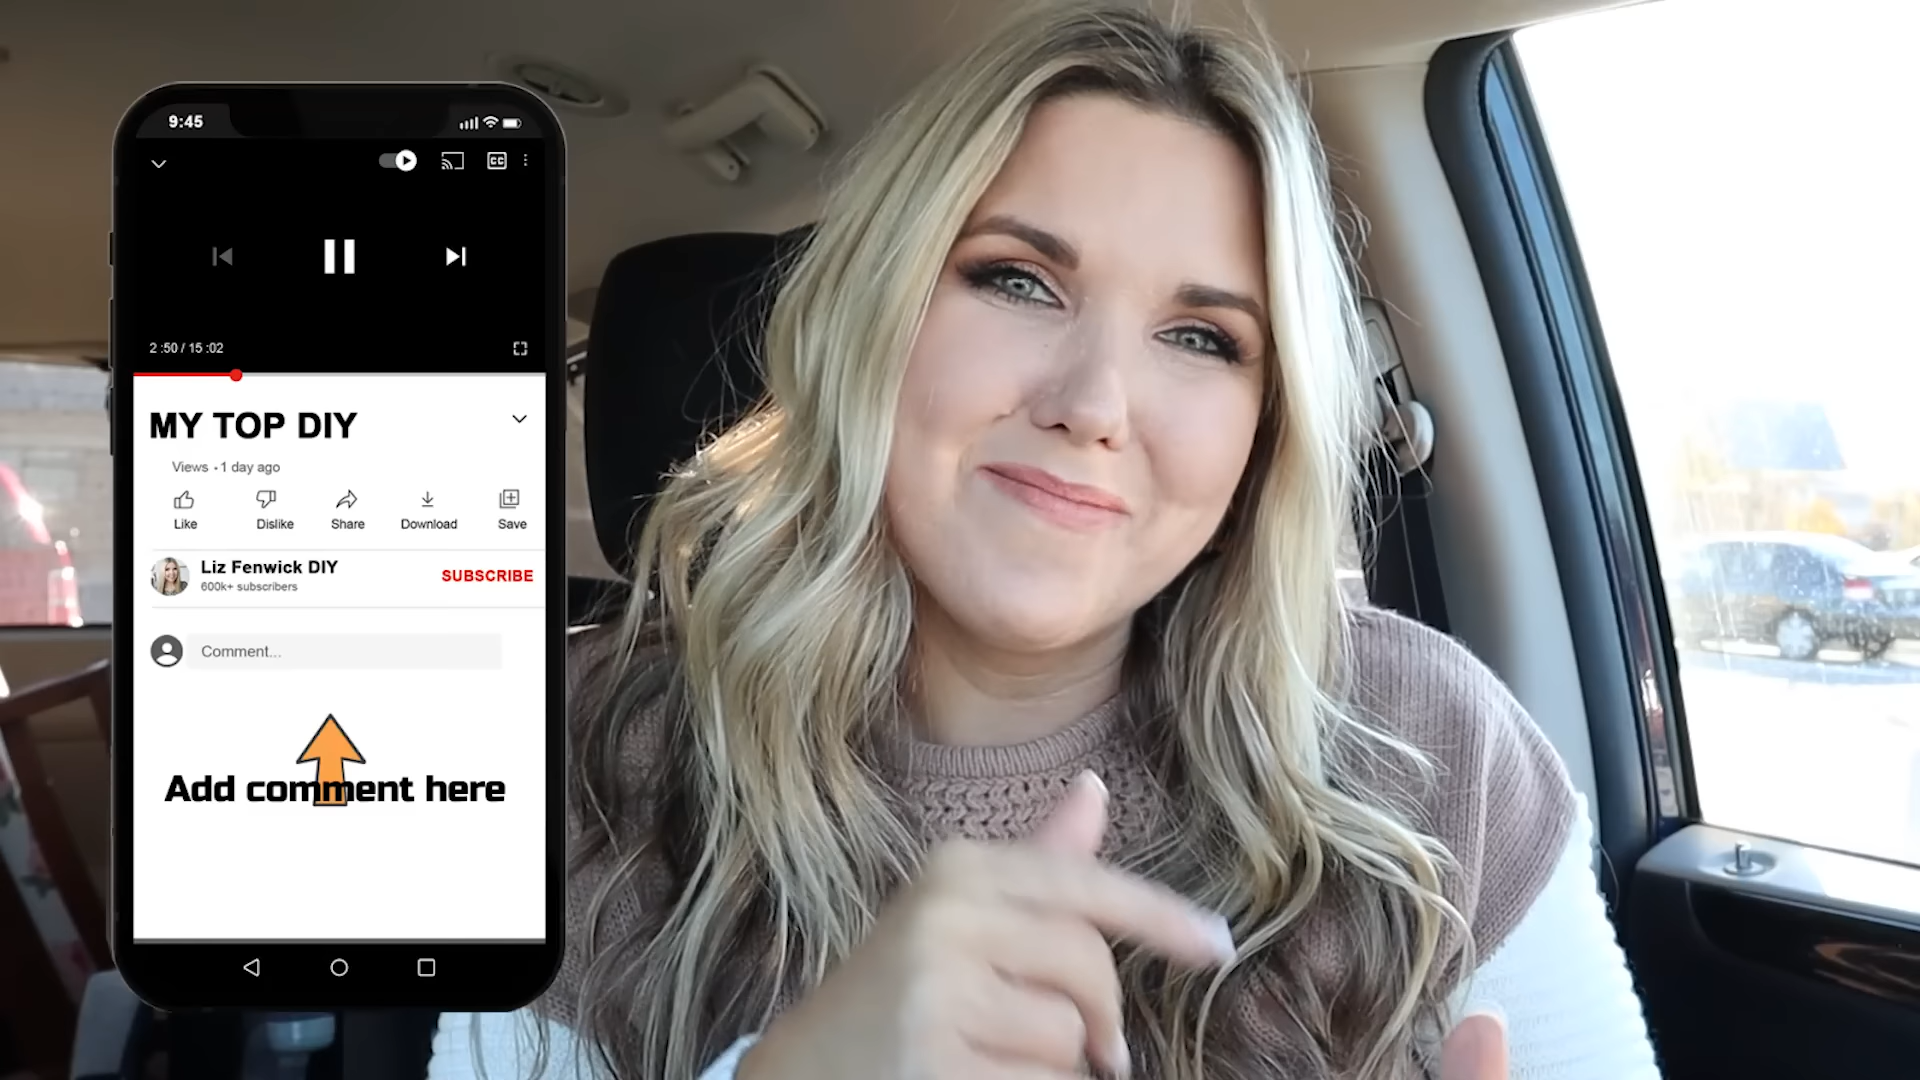 9:45
CC
2:50 / 15:02
MY TOP DIY
Views • 1 day ago
Like Dislike Share Download Save
Liz Fenwick DIY
600k+ subscribers
SUBSCRIBE
Comment...
Add comment here